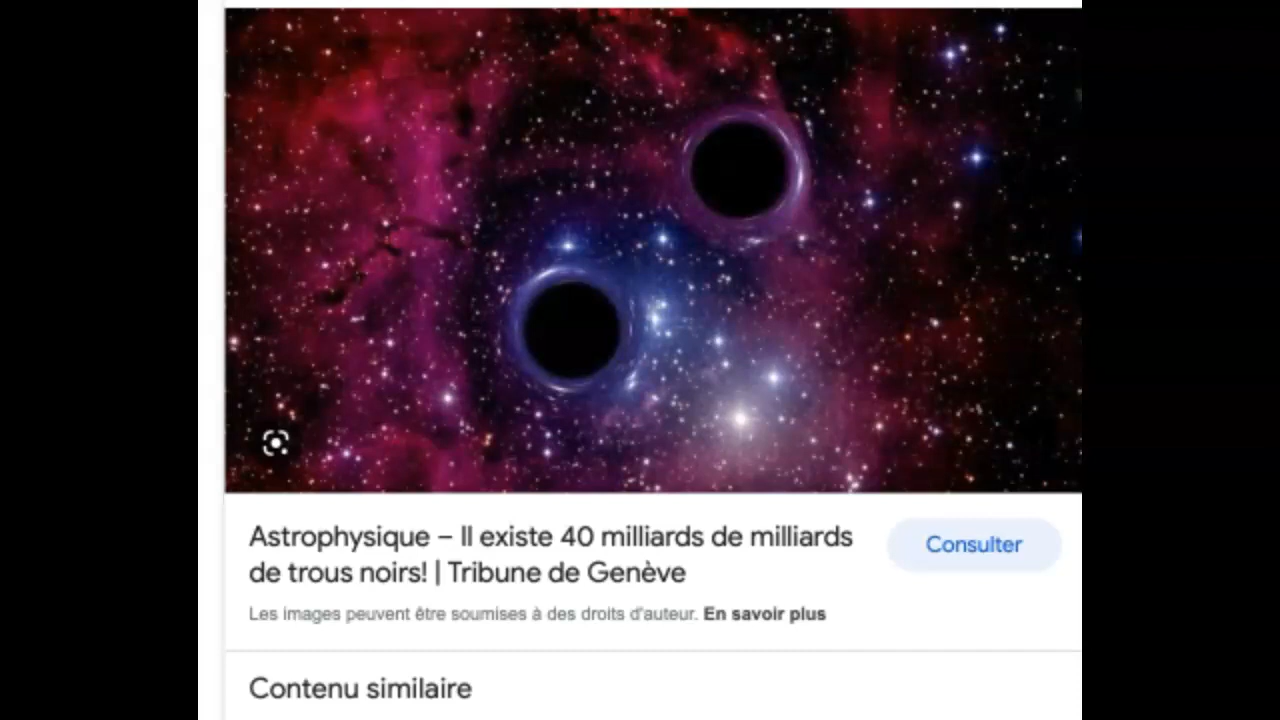 Astrophysique – Il existe 40 milliards de milliards
de trous noirs! | Tribune de Genève
Consulter
Les images peuvent être soumises à des droits d'auteur. En savoir plus
Contenu similaire